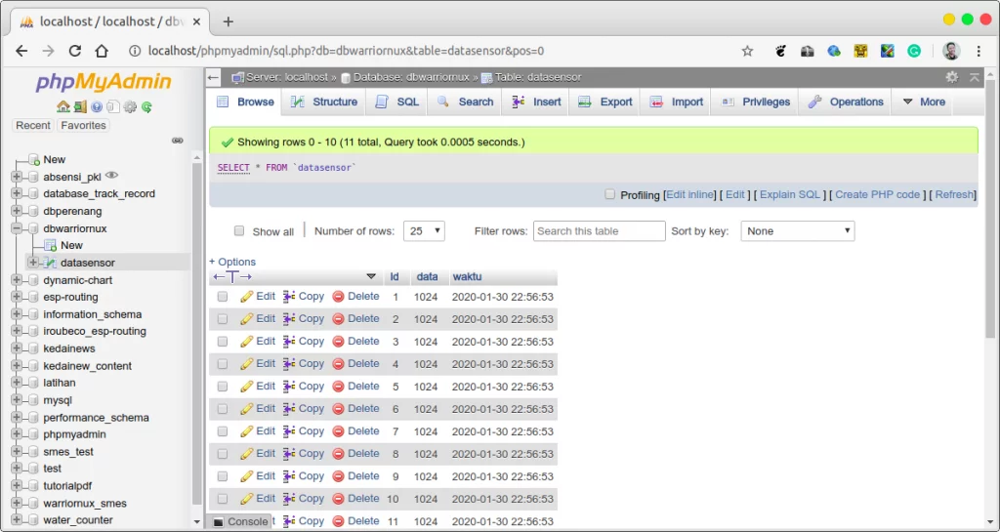 localhost / localhost / dbw
localhost/phpmyadmin/sql.php?db=dbwarriornux&table=datasensor&pos=0
phpMyAdmin
Recent Favorites
New
absensi_pkl
database_track_record
dbperenang
dbwarriornux
New
datasensor
dynamic-chart
esp-routing
information_schema
iroubeco_esp-routing
kedainews
kedainew_content
latihan
mysql
performance_schema
phpmyadmin
smes_test
test
tutorialpdf
warriornux_smes
water_counter
Server: localhost » Database: dbwarriornux » Table: datasensor
Browse Structure SQL Search Insert Export Import Privileges Operations More
Showing rows 0 - 10 (11 total, Query took 0.0005 seconds.)
SELECT * FROM `datasensor`
Profiling [Edit inline] [ Edit ] [ Explain SQL ] [ Create PHP code ] [ Refresh]
Show all Number of rows: 25 Filter rows: Search this table Sort by key: None
+ Options
←T→ Id data waktu
Edit Copy Delete 1 1024 2020-01-30 22:56:53
Edit Copy Delete 2 1024 2020-01-30 22:56:53
Edit Copy Delete 3 1024 2020-01-30 22:56:53
Edit Copy Delete 4 1024 2020-01-30 22:56:53
Edit Copy Delete 5 1024 2020-01-30 22:56:53
Edit Copy Delete 6 1024 2020-01-30 22:56:53
Edit Copy Delete 7 1024 2020-01-30 22:56:53
Edit Copy Delete 8 1024 2020-01-30 22:56:53
Edit Copy Delete 9 1024 2020-01-30 22:56:53
Edit Copy Delete 10 1024 2020-01-30 22:56:53
Console t Copy Delete 11 1024 2020-01-30 22:56:53